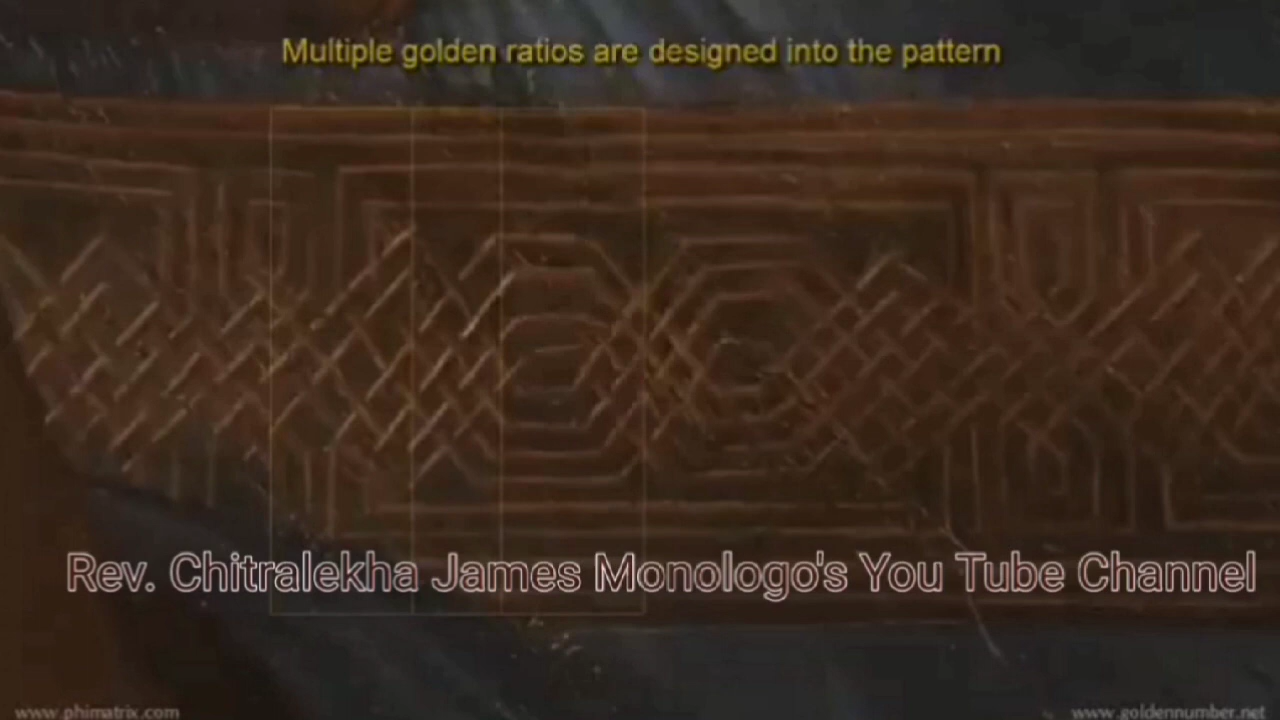 Multiple golden ratios are designed into the pattern
Rev. Chitralekha James Monologo's You Tube Channel
www.phimatrix.com
www.goldennumber.net